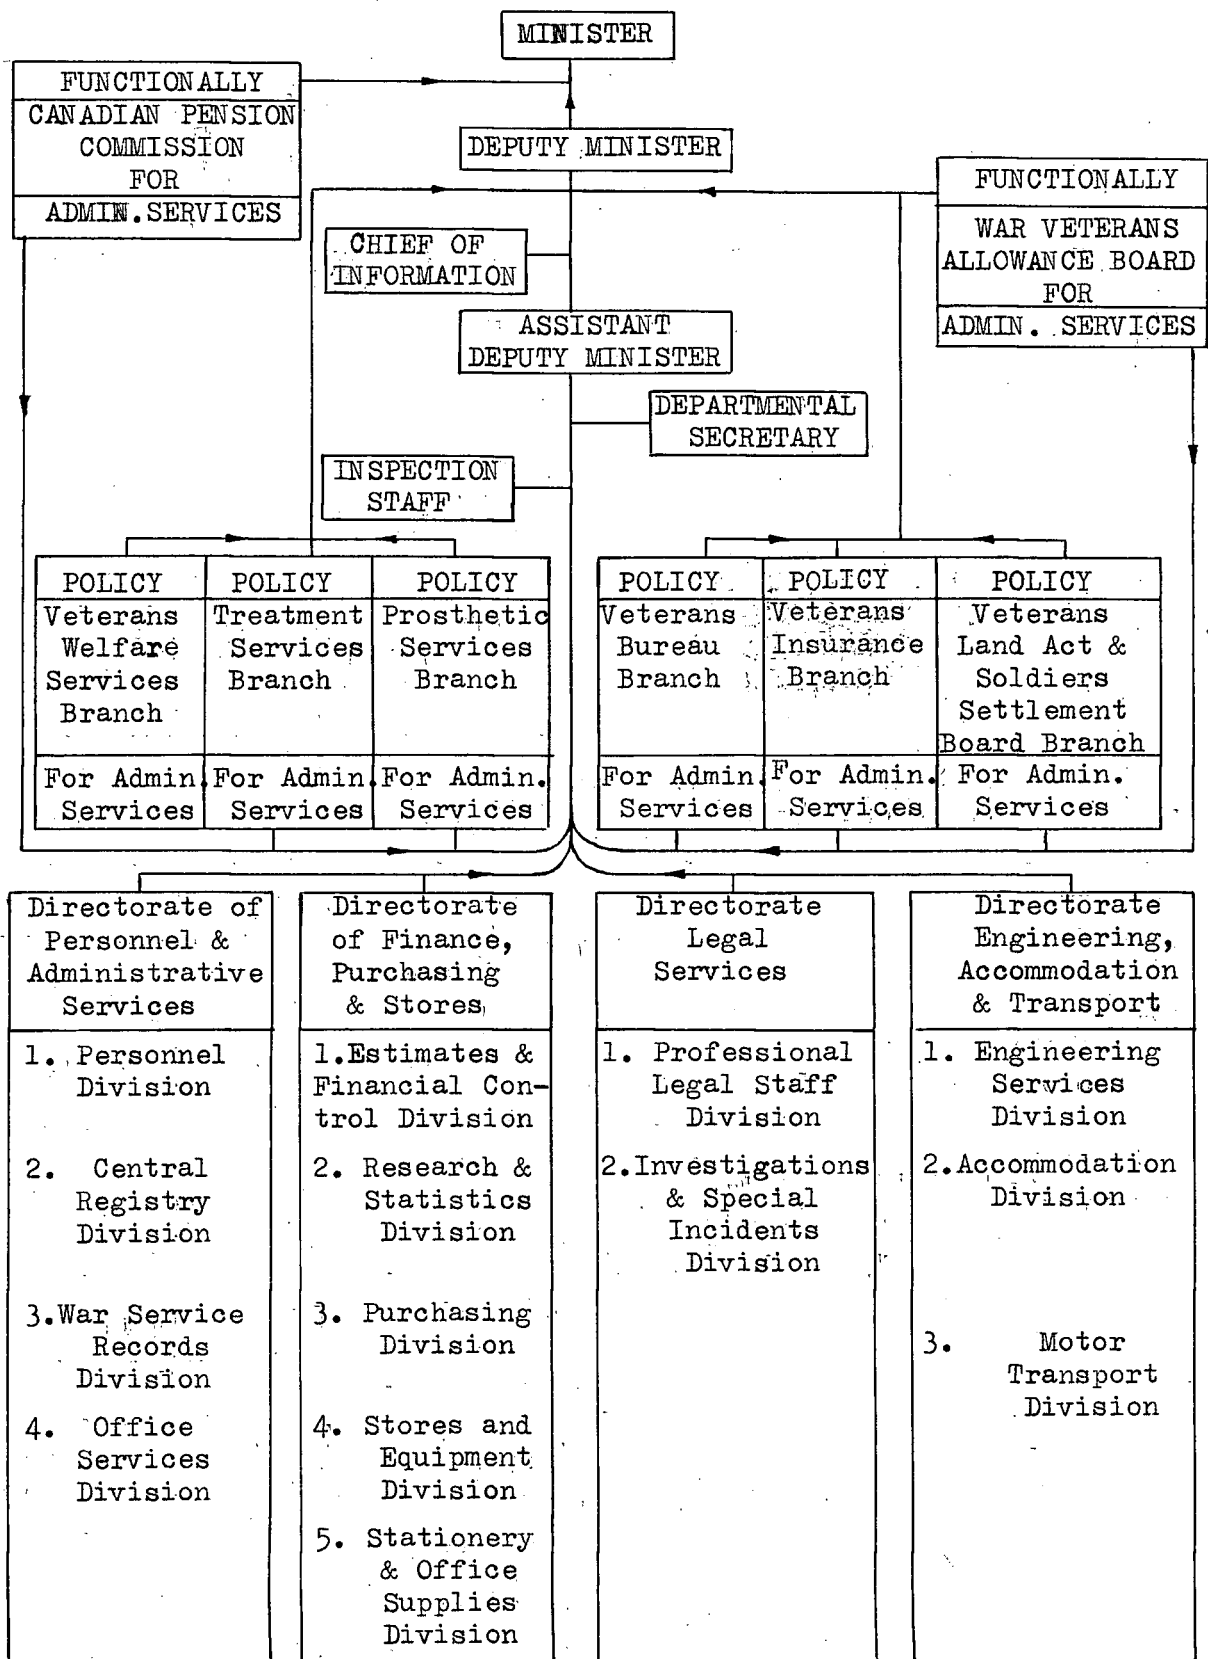 MINISTER
FUNCTIONALLY
CANADIAN PENSION
COMMISSION
FOR
ADMIN.SERVICES
DEPUTY MINISTER
FUNCTIONALLY
WAR VETERANS
ALLOWANCE BOARD
FOR
ADMIN. SERVICES
CHIEF OF
INFORMATION
ASSISTANT
DEPUTY MINISTER
DEPARTMENTAL
SECRETARY
INSPECTION
STAFF
POLICY
Veterans
Welfare
Services
Branch
For Admin.
Services
POLICY
Treatment
Services
Branch
For Admin.
Services
POLICY
Prosthetic
Services
Branch
For Admin.
Services
POLICY
Veterans
Bureau
Branch
For Admin.
Services
POLICY
Veterans
Insurance
Branch
For Admin.
Services
POLICY
Veterans
Land Act &
Soldiers
Settlement
Board Branch
For Admin.
Services
Directorate of
Personnel &
Administrative
Services
1. Personnel
Division
2. Central
Registry
Division
3.War Service
Records
Division
4. Office
Services
Division
Directorate
of Finance,
Purchasing
& Stores
1.Estimates &
Financial Con-
trol Division
2. Research &
Statistics
Division
3. Purchasing
Division
4. Stores and
Equipment
Division
5. Stationery
& Office
Supplies
Division
Directorate
Legal
Services
1. Professional
Legal Staff
Division
2.Investigations
& Special
Incidents
Division
Directorate
Engineering,
Accommodation
& Transport
1. Engineering
Services
Division
2.Accommodation
Division
3. Motor
Transport
Division